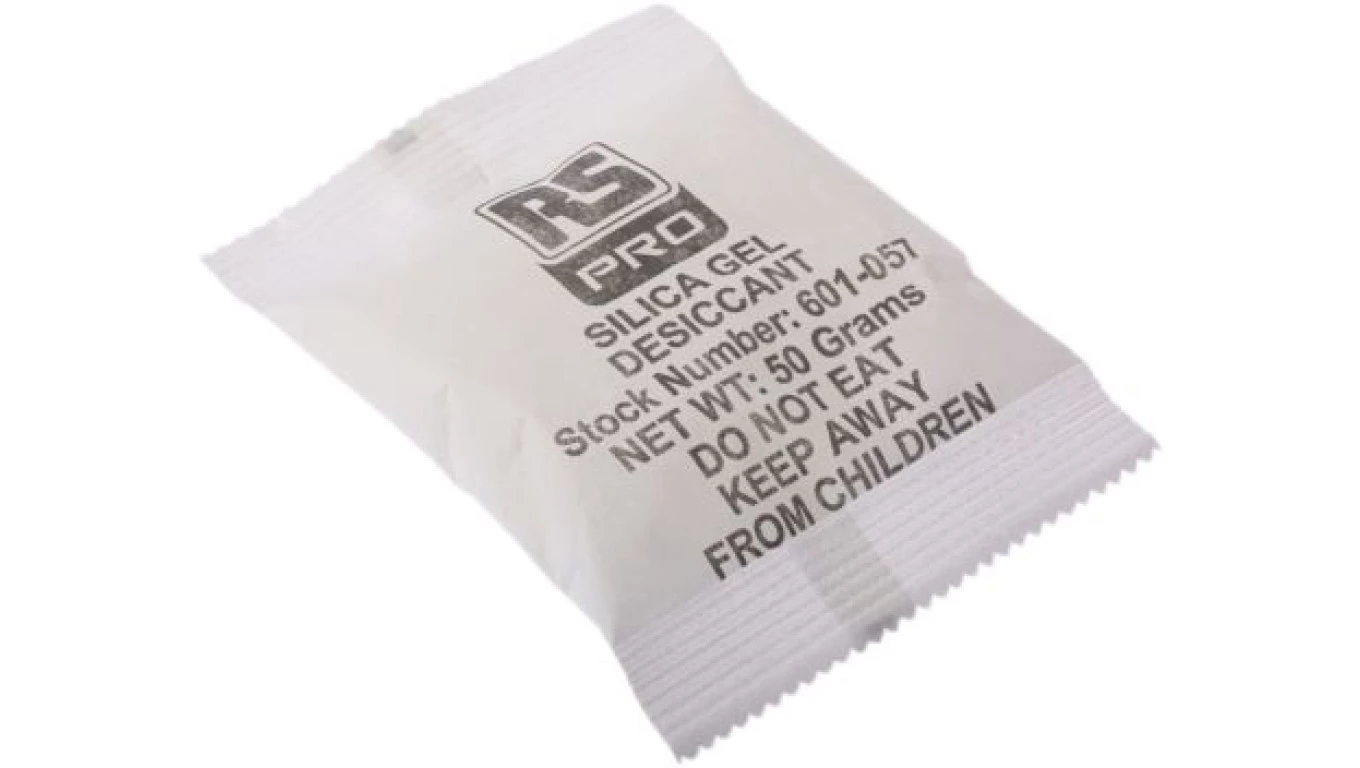 RS
PRO
SILICA GEL
DESICCANT
Stock Number: 601-057
NET WT: 50 Grams
DO NOT EAT
KEEP AWAY
FROM CHILDREN